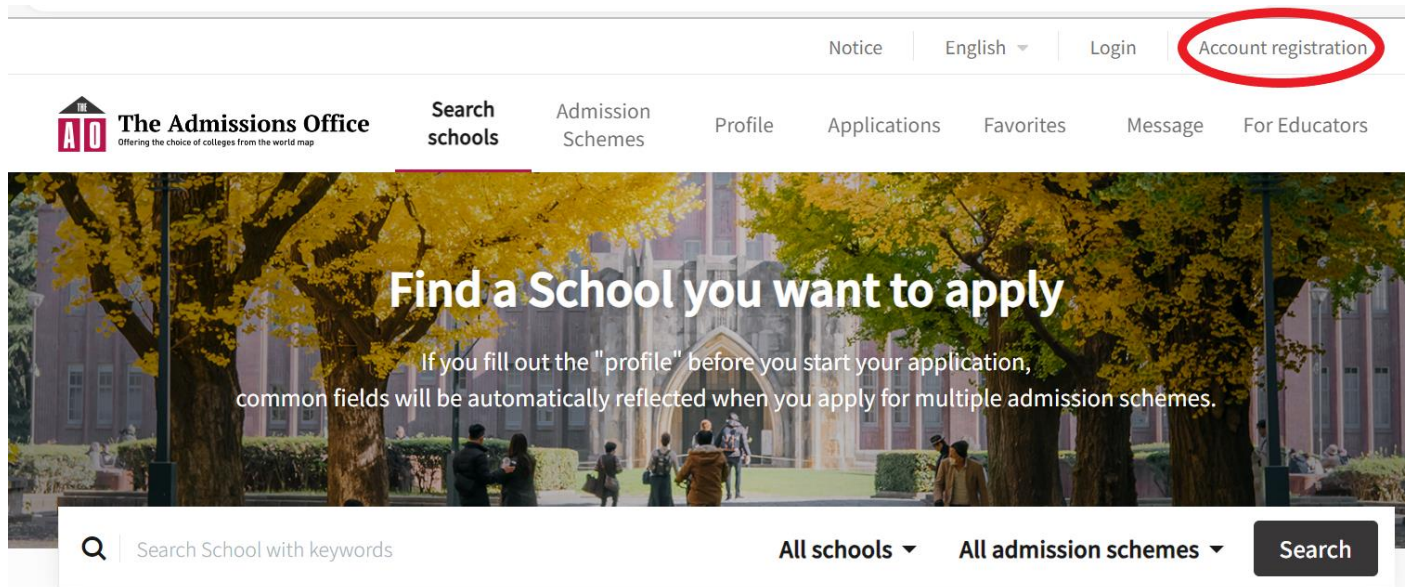 Notice English Login Account registration
THE
AO
The Admissions Office
Offering the choice of colleges from the world map
Search schools
Admission Schemes
Profile
Applications
Favorites
Message
For Educators
Find a School you want to apply
If you fill out the "profile" before you start your application,
common fields will be automatically reflected when you apply for multiple admission schemes.
Search School with keywords
All schools
All admission schemes
Search